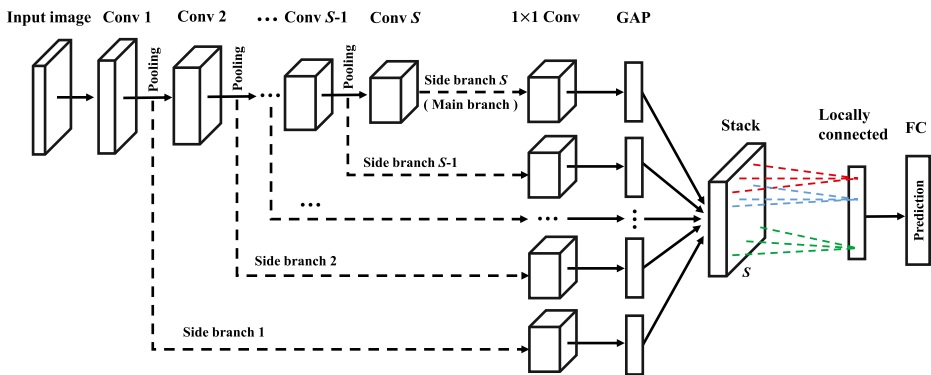 Input image
Conv 1
Conv 2
••• Conv S-1
Conv S
1×1 Conv
GAP
Pooling
Pooling
•••
Pooling
Side branch S
( Main branch )
Side branch S-1
•••
•••
Side branch 2
Side branch 1
Stack
S
Locally
connected
FC
Prediction